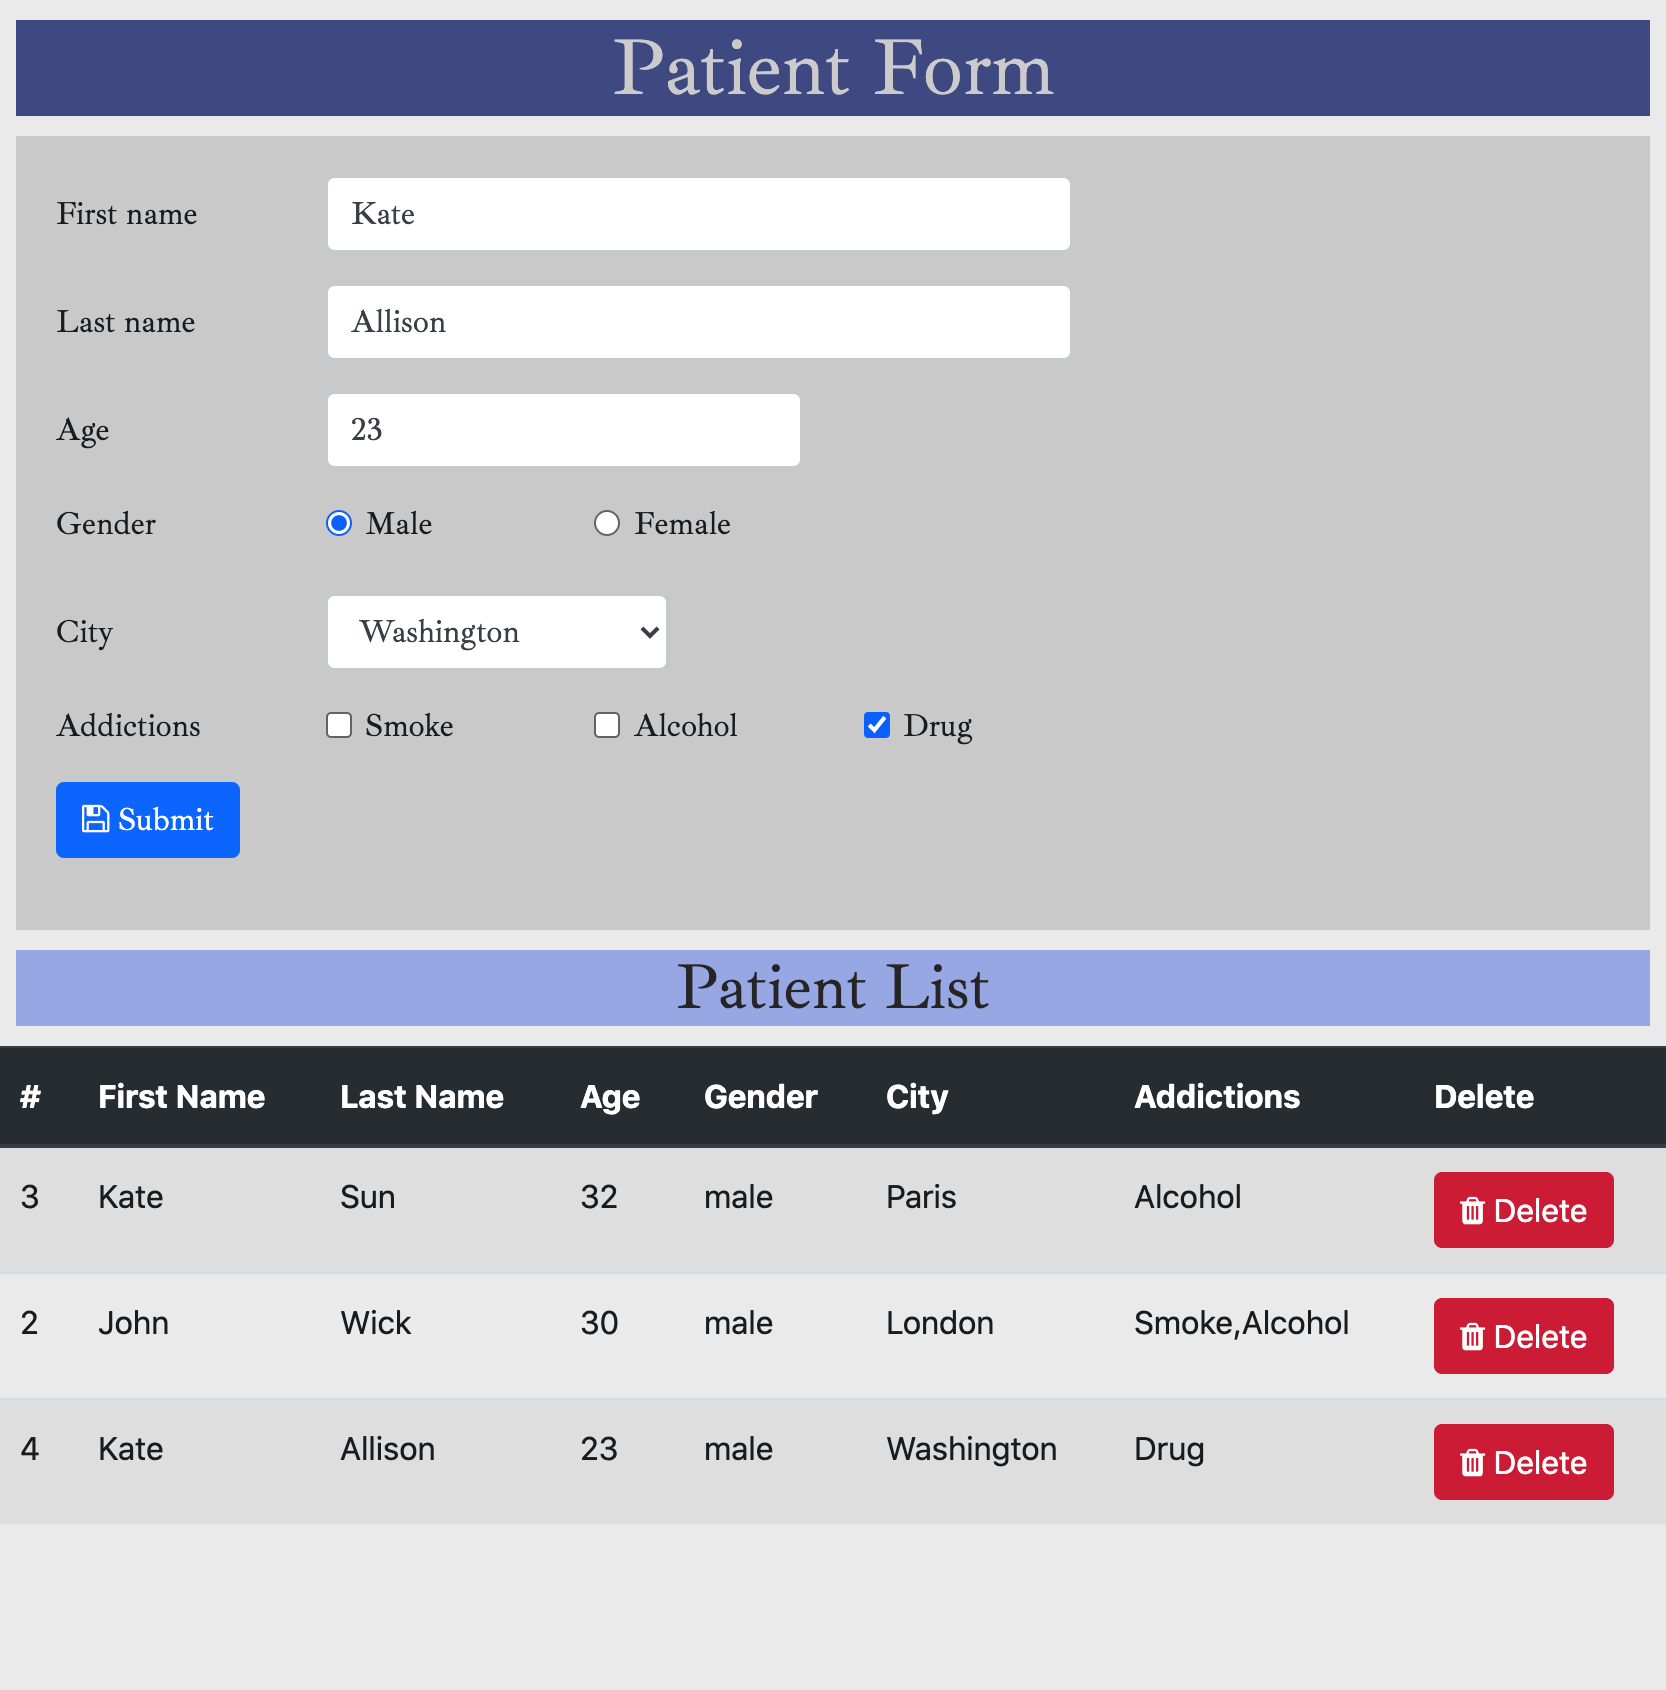 Patient Form
First name Kate
Last name Allison
Age 23
Gender Male Female
City Washington
Addictions Smoke Alcohol Drug
Submit
Patient List
# First Name Last Name Age Gender City Addictions Delete
3 Kate Sun 32 male Paris Alcohol Delete
2 John Wick 30 male London Smoke,Alcohol Delete
4 Kate Allison 23 male Washington Drug Delete